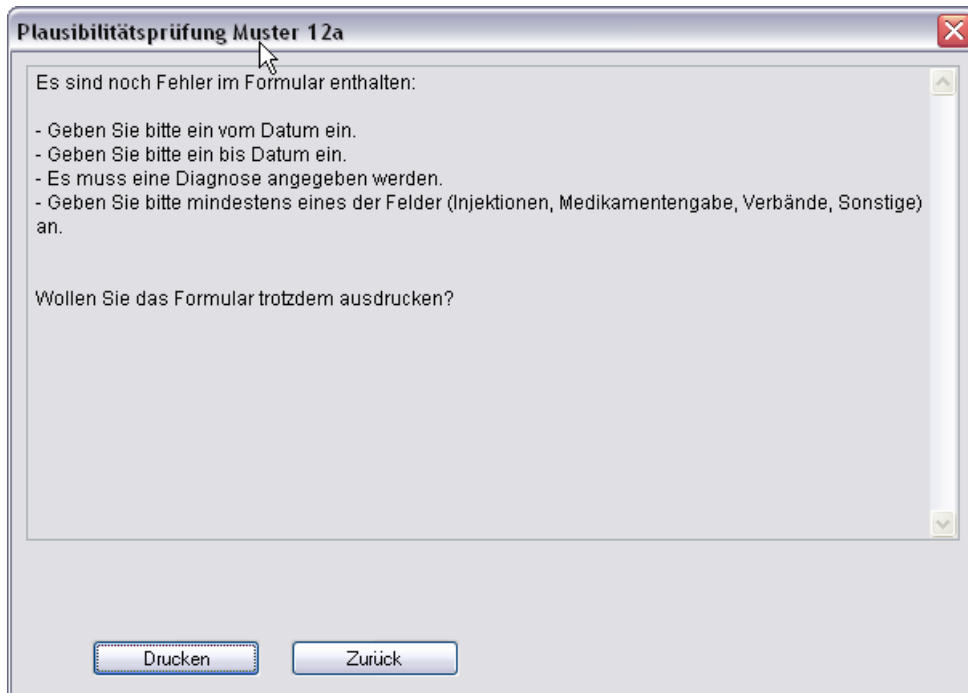 Plausibilitätsprüfung Muster 12a
Es sind noch Fehler im Formular enthalten:
- Geben Sie bitte ein vom Datum ein.
- Geben Sie bitte ein bis Datum ein.
- Es muss eine Diagnose angegeben werden.
- Geben Sie bitte mindestens eines der Felder (Injektionen, Medikamentengabe, Verbände, Sonstige)
an.
Wollen Sie das Formular trotzdem ausdrucken?
Drucken Zurück